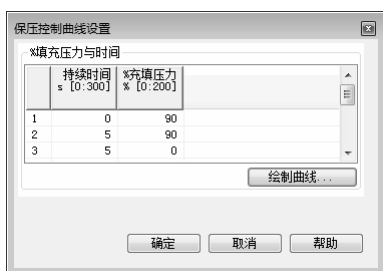 保压控制曲线设置
%填充压力与时间
持续时间 %充填压力
s [0:300] % [0:200]
1 0 90
2 5 90
3 5 0
绘制曲线...
确定 取消 帮助